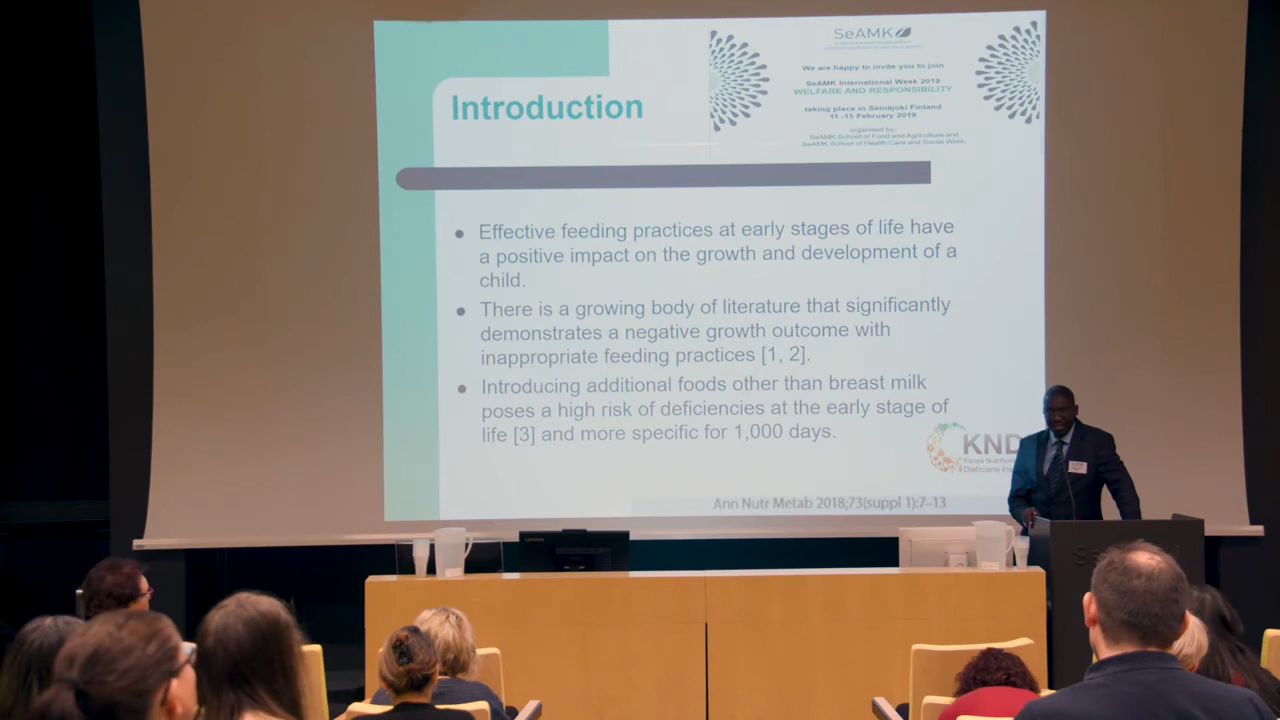 SeAMK
We are happy to invite you to join
SeAMK International Week 2019
WELFARE AND RESPONSIBILITY
taking place in Seinäjoki Finland
11 -15 February 2019
organised by:
SeAMK School of Food and Agriculture and
SeAMK School of Health Care and Social Work
Introduction
● Effective feeding practices at early stages of life have
a positive impact on the growth and development of a
child.
● There is a growing body of literature that significantly
demonstrates a negative growth outcome with
inappropriate feeding practices [1, 2].
● Introducing additional foods other than breast milk
poses a high risk of deficiencies at the early stage of
life [3] and more specific for 1,000 days.
KND
Kenya Nutrition
Dieticians Ins
Ann Nutr Metab 2018;73(suppl 1):7–13
Lenovo
SeAMK